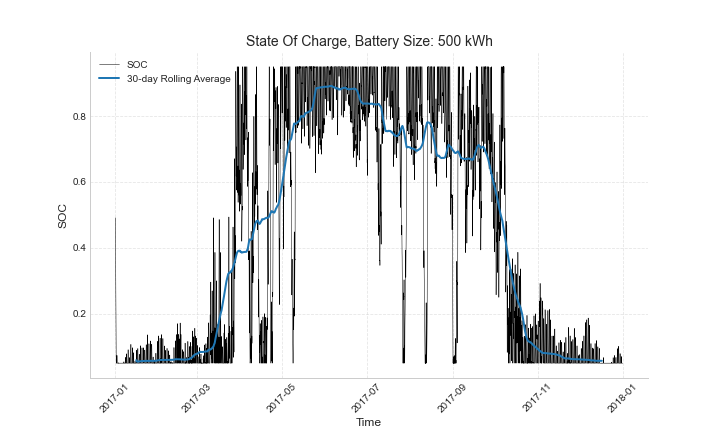 State Of Charge, Battery Size: 500 kWh
SOC
30-day Rolling Average
SOC
0.8
0.6
0.4
0.2
2017-01
2017-03
2017-05
2017-07
2017-09
2017-11
2018-01
Time